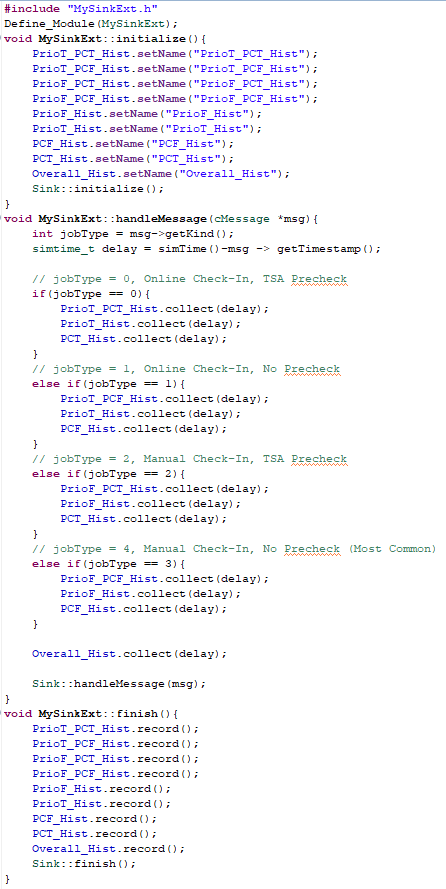 #include "MySinkExt.h"
Define_Module(MySinkExt);
void MySinkExt::initialize(){
    PrioT_PCT_Hist.setName("PrioT_PCT_Hist");
    PrioT_PCF_Hist.setName("PrioT_PCF_Hist");
    PrioF_PCT_Hist.setName("PrioF_PCT_Hist");
    PrioF_PCF_Hist.setName("PrioF_PCF_Hist");
    PrioF_Hist.setName("PrioF_Hist");
    PrioT_Hist.setName("PrioT_Hist");
    PCF_Hist.setName("PCF_Hist");
    PCT_Hist.setName("PCT_Hist");
    Overall_Hist.setName("Overall_Hist");
    Sink::initialize();
}
void MySinkExt::handleMessage(cMessage *msg){
    int jobType = msg->getKind();
    simtime_t delay = simTime()-msg -> getTimestamp();

    // jobType = 0, Online Check-In, TSA Precheck
    if(jobType == 0){
        PrioT_PCT_Hist.collect(delay);
        PrioT_Hist.collect(delay);
        PCT_Hist.collect(delay);
    }
    // jobType = 1, Online Check-In, No Precheck
    else if(jobType == 1){
        PrioT_PCF_Hist.collect(delay);
        PrioT_Hist.collect(delay);
        PCF_Hist.collect(delay);
    }
    // jobType = 2, Manual Check-In, TSA Precheck
    else if(jobType == 2){
        PrioF_PCT_Hist.collect(delay);
        PrioF_Hist.collect(delay);
        PCT_Hist.collect(delay);
    }
    // jobType = 4, Manual Check-In, No Precheck (Most Common)
    else if(jobType == 3){
        PrioF_PCF_Hist.collect(delay);
        PrioF_Hist.collect(delay);
        PCF_Hist.collect(delay);
    }

    Overall_Hist.collect(delay);

    Sink::handleMessage(msg);
}
void MySinkExt::finish(){
    PrioT_PCT_Hist.record();
    PrioT_PCF_Hist.record();
    PrioF_PCT_Hist.record();
    PrioF_PCF_Hist.record();
    PrioF_Hist.record();
    PrioT_Hist.record();
    PCF_Hist.record();
    PCT_Hist.record();
    Overall_Hist.record();
    Sink::finish();
}